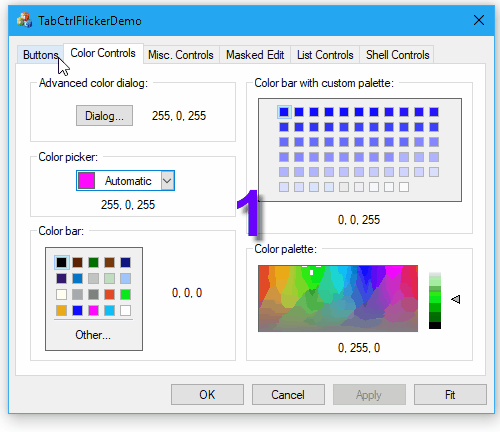 TabCtrlFlickerDemo
Buttons Color Controls Misc. Controls Masked Edit List Controls Shell Controls
Advanced color dialog:
Dialog... 255, 0, 255
Color picker:
Automatic
255, 0, 255
Color bar:
0, 0, 0
Other...
Color bar with custom palette:
0, 0, 255
Color palette:
0, 255, 0
1
OK Cancel Apply Fit